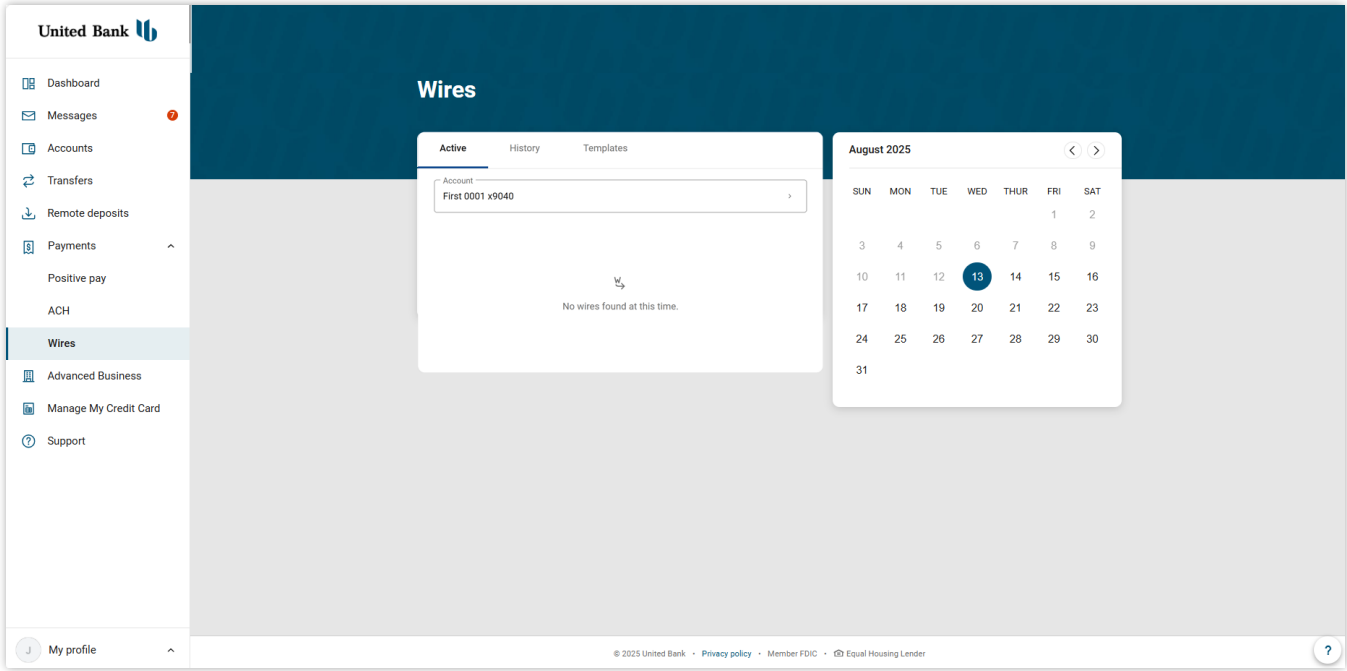 United Bank
Dashboard
Messages 7
Accounts
Transfers
Remote deposits
Payments
Positive pay
ACH
Wires
Advanced Business
Manage My Credit Card
Support
J My profile
Wires
Active History Templates
Account
First 0001 x9040
No wires found at this time.
August 2025
SUN MON TUE WED THUR FRI SAT
1 2
3 4 5 6 7 8 9
10 11 12 13 14 15 16
17 18 19 20 21 22 23
24 25 26 27 28 29 30
31
© 2025 United Bank • Privacy policy • Member FDIC • Equal Housing Lender
?